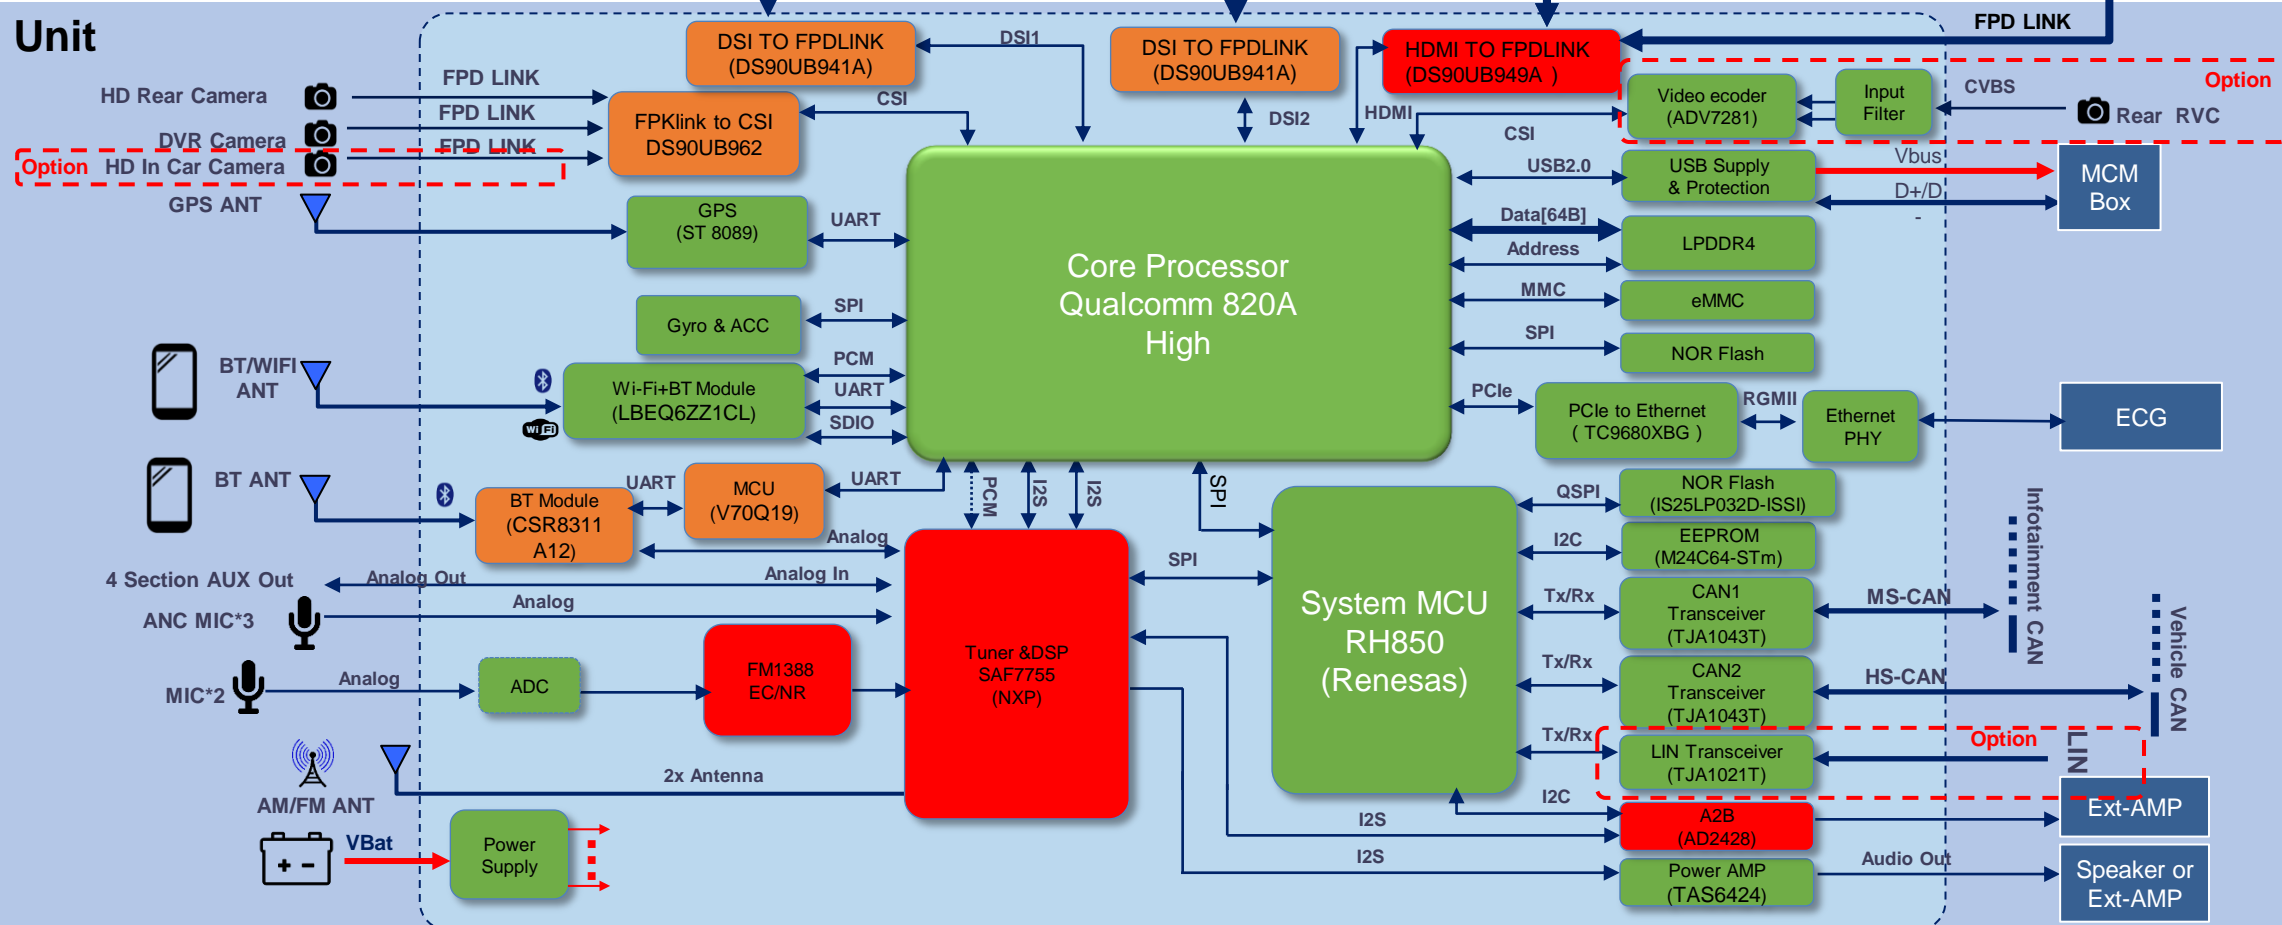 Unit
FPD LINK
DSI TO FPDLINK
(DS90UB941A)
DSI1
DSI TO FPDLINK
(DS90UB941A)
HDMI TO FPDLINK
(DS90UB949A )
Option
HD Rear Camera
FPD LINK
DVR Camera
FPD LINK
FPD LINK
Option HD In Car Camera
FPKlink to CSI
DS90UB962
CSI
DSI2
HDMI
CSI
Video ecoder
(ADV7281)
Input
Filter
CVBS
Rear RVC
GPS ANT
GPS
(ST 8089)
UART
USB2.0
USB Supply
& Protection
Vbus
D+/D
-
MCM
Box
Data[64B]
Address
LPDDR4
Core Processor
Qualcomm 820A
High
Gyro & ACC
SPI
MMC
eMMC
SPI
NOR Flash
BT/WIFI
ANT
WiFi
Wi-Fi+BT Module
(LBEQ6ZZ1CL)
PCM
UART
SDIO
PCIe
PCIe to Ethernet
( TC9680XBG )
RGMII
Ethernet
PHY
ECG
BT ANT
BT Module
(CSR8311
A12)
UART
MCU
(V70Q19)
UART
Analog
PCM
I2S
I2S
SPI
QSPI
NOR Flash
(IS25LP032D-ISSI)
I2C
EEPROM
(M24C64-STm)
Infotainment CAN
4 Section AUX Out
Analog Out
Analog In
SPI
System MCU
RH850
(Renesas)
Tx/Rx
CAN1
Transceiver
(TJA1043T)
MS-CAN
Vehicle CAN
ANC MIC*3
Analog
MIC*2
Analog
ADC
FM1388
EC/NR
Tuner &DSP
SAF7755
(NXP)
Tx/Rx
CAN2
Transceiver
(TJA1043T)
HS-CAN
Tx/Rx
LIN Transceiver
(TJA1021T)
Option
LIN
AM/FM ANT
2x Antenna
I2C
I2S
A2B
(AD2428)
Ext-AMP
VBat
+ -
Power
Supply
I2S
Power AMP
(TAS6424)
Audio Out
Speaker or
Ext-AMP